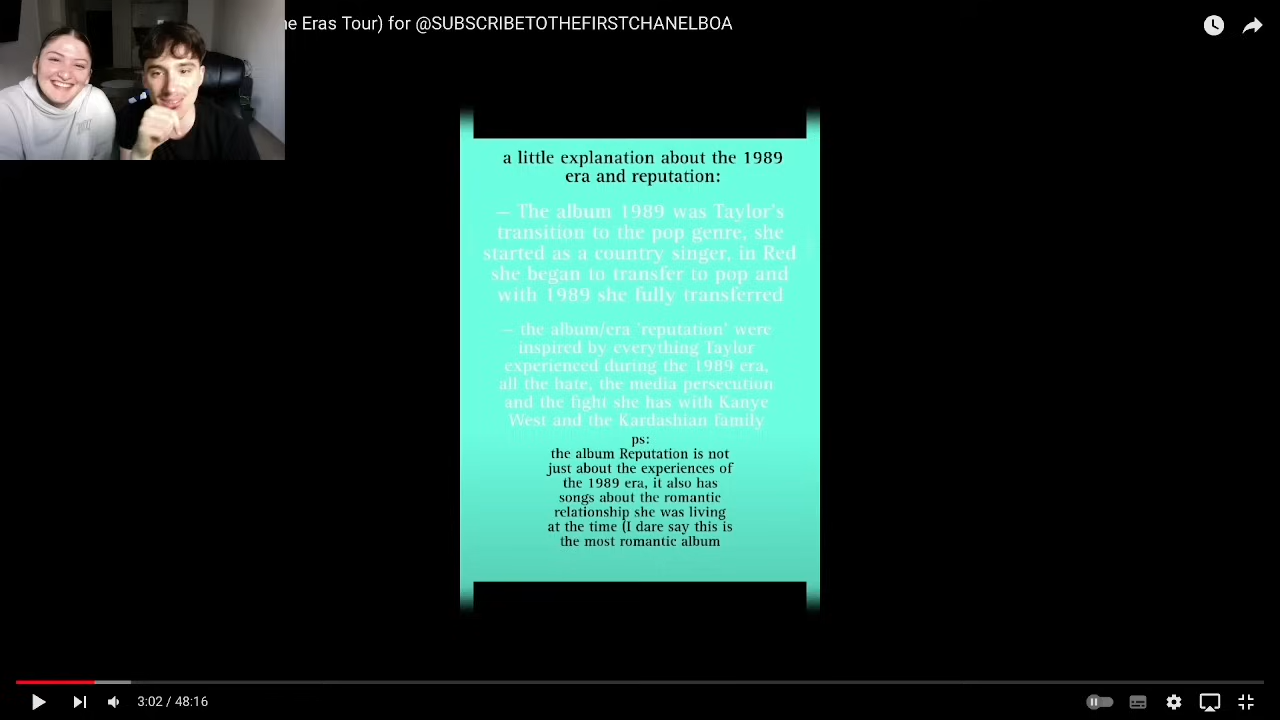 ne Eras Tour) for @SUBSCRIBETOTHEFIRSTCHANELBOA
a little explanation about the 1989
era and reputation:
— The album 1989 was Taylor's
transition to the pop genre, she
started as a country singer, in Red
she began to transfer to pop and
with 1989 she fully transferred
— the album/era 'reputation' were
inspired by everything Taylor
experienced during the 1989 era,
all the hate, the media persecution
and the fight she has with Kanye
West and the Kardashian family
ps:
the album Reputation is not
just about the experiences of
the 1989 era, it also has
songs about the romantic
relationship she was living
at the time (I dare say this is
the most romantic album
3:02 / 48:16